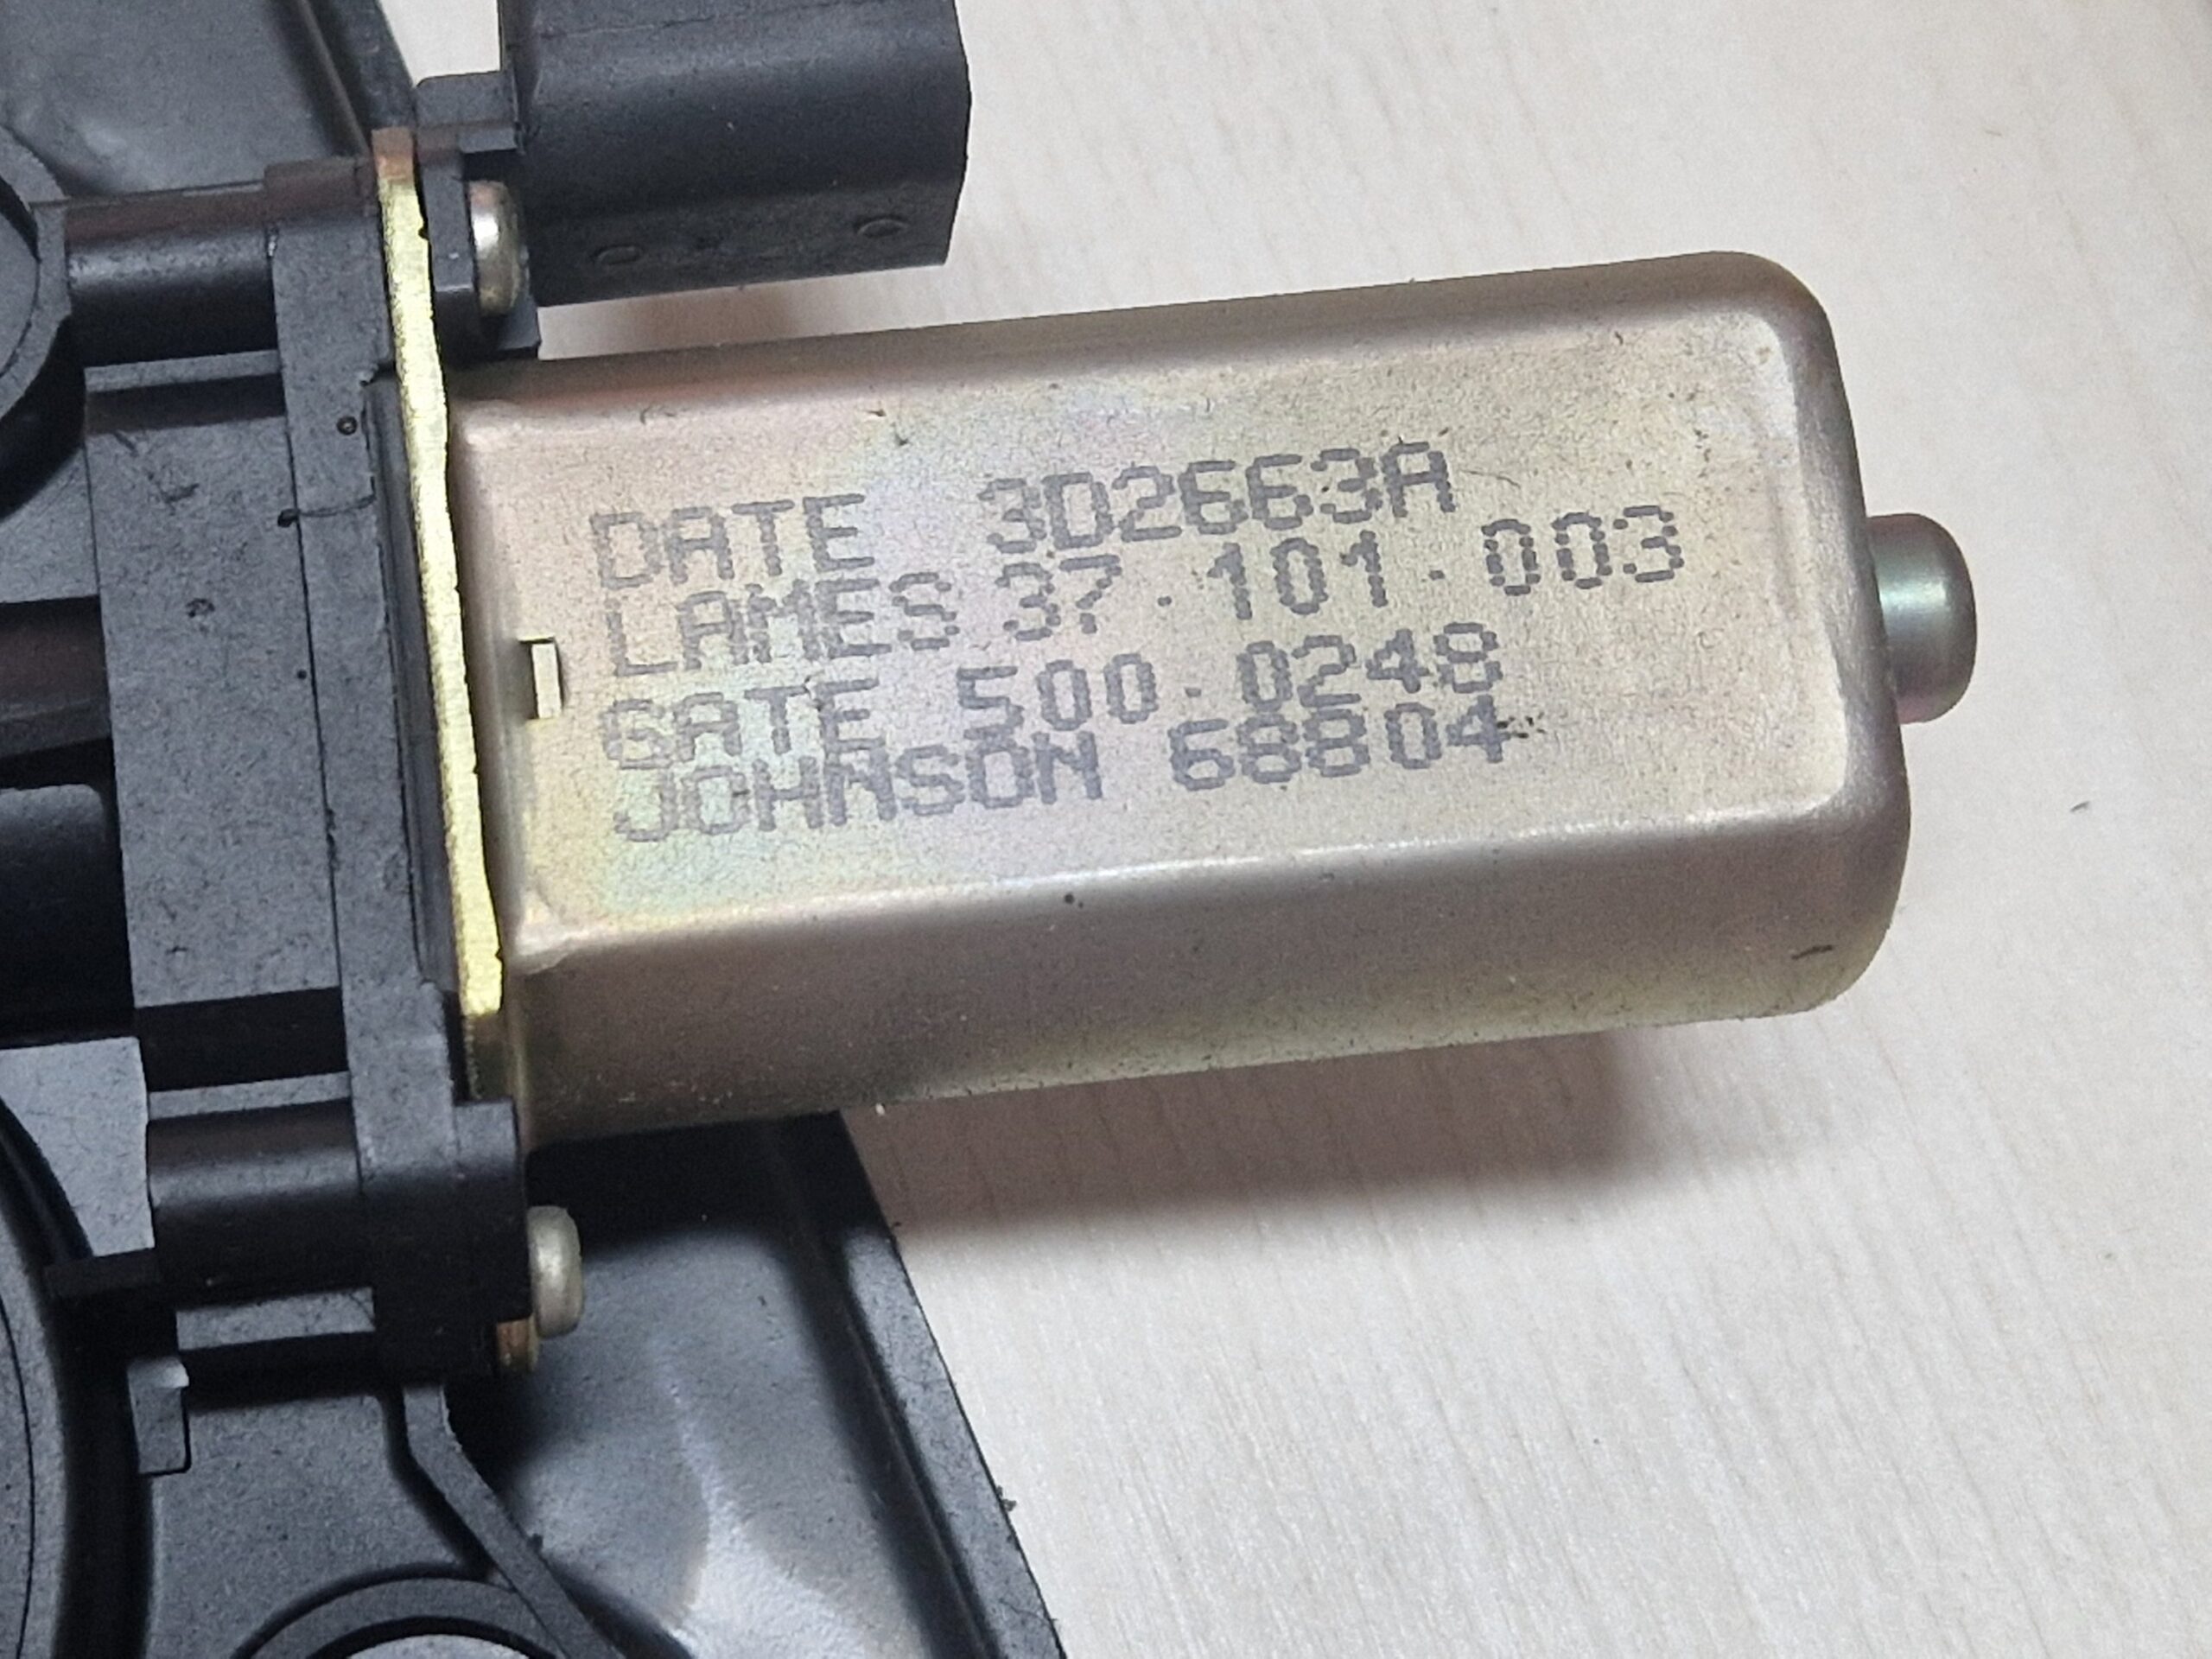 DATE 3D2663A
LAMES 37.101.003
GATE 500.0248
JOHNSON 68804